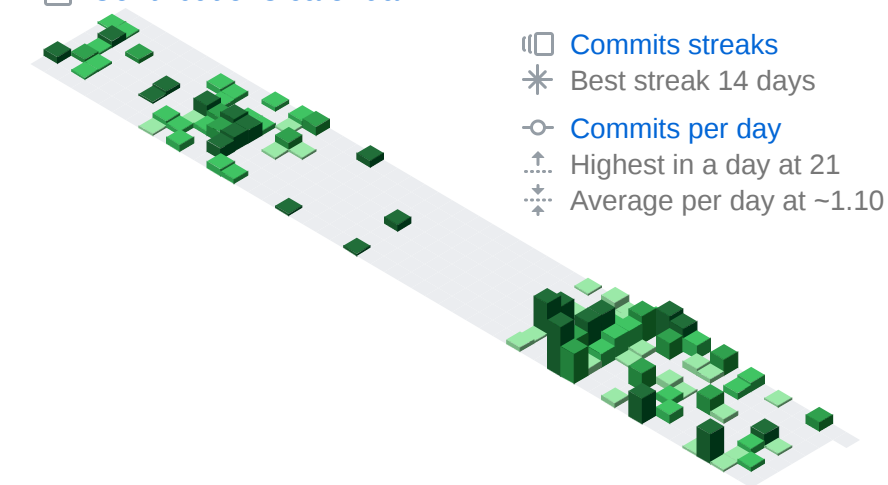 Commits streaks
Best streak 14 days
Commits per day
Highest in a day at 21
Average per day at ~1.10